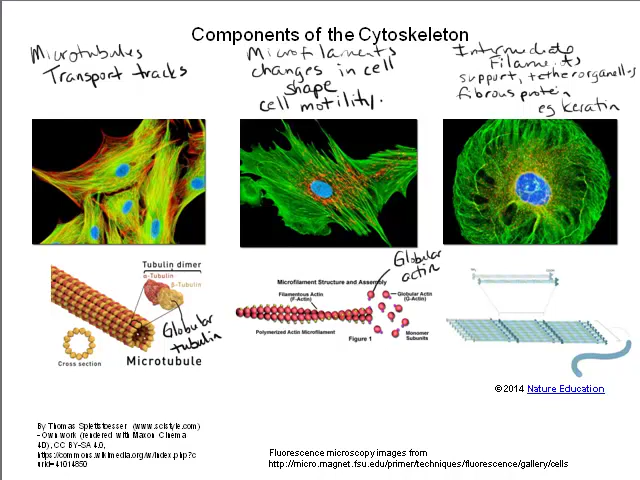 Components of the Cytoskeleton
Microtubules
Transport tracks
Microfilaments
changes in cell
shape
cell motility.
Intermediate
Filaments
support, tether organelles
fibrous protein
eg keratin
Tubulin dimer
α-Tubulin
β-Tubulin
Globular
tubulin
Cross section
Microtubule
Globular
actin
Microfilament Structure and Assembly
Filamentous Actin
(F-Actin)
Globular Actin
(G-Actin)
Polymerized Actin Microfilament
Figure 1
Monomer
Subunits
©2014 Nature Education
By Thomas Splettstoesser (www.scistyle.com)
- Own work (rendered with Maxon Cinema
4D), CC BY-SA 4.0,
https://commons.wikimedia.org/w/index.php?c
urid=41014850
Fluorescence microscopy images from
http://micro.magnet.fsu.edu/primer/techniques/fluorescence/gallery/cells